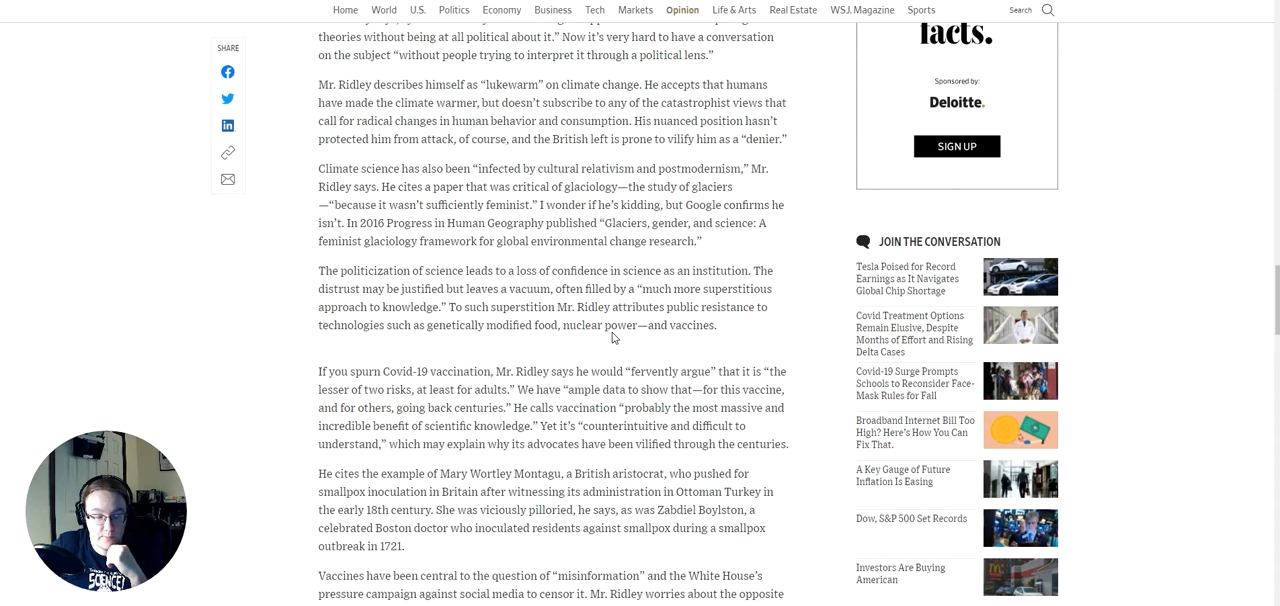 Home World U.S. Politics Economy Business Tech Markets Opinion Life & Arts Real Estate WSJ. Magazine Sports Search
theories without being at all political about it.” Now it’s very hard to have a conversation
on the subject “without people trying to interpret it through a political lens.”
Mr. Ridley describes himself as “lukewarm” on climate change. He accepts that humans
have made the climate warmer, but doesn’t subscribe to any of the catastrophist views that
call for radical changes in human behavior and consumption. His nuanced position hasn’t
protected him from attack, of course, and the British left is prone to vilify him as a “denier.”
Climate science has also been “infected by cultural relativism and postmodernism,” Mr.
Ridley says. He cites a paper that was critical of glaciology—the study of glaciers
—“because it wasn’t sufficiently feminist.” I wonder if he’s kidding, but Google confirms he
isn’t. In 2016 Progress in Human Geography published “Glaciers, gender, and science: A
feminist glaciology framework for global environmental change research.”
The politicization of science leads to a loss of confidence in science as an institution. The
distrust may be justified but leaves a vacuum, often filled by a “much more superstitious
approach to knowledge.” To such superstition Mr. Ridley attributes public resistance to
technologies such as genetically modified food, nuclear power—and vaccines.
If you spurn Covid-19 vaccination, Mr. Ridley says he would “fervently argue” that it is “the
lesser of two risks, at least for adults.” We have “ample data to show that—for this vaccine,
and for others, going back centuries.” He calls vaccination “probably the most massive and
incredible benefit of scientific knowledge.” Yet it’s “counterintuitive and difficult to
understand,” which may explain why its advocates have been vilified through the centuries.
He cites the example of Mary Wortley Montagu, a British aristocrat, who pushed for
smallpox inoculation in Britain after witnessing its administration in Ottoman Turkey in
the early 18th century. She was viciously pilloried, he says, as was Zabdiel Boylston, a
celebrated Boston doctor who inoculated residents against smallpox during a smallpox
outbreak in 1721.
Vaccines have been central to the question of “misinformation” and the White House’s
pressure campaign against social media to censor it. Mr. Ridley worries about the opposite
SHARE
facts.
Sponsored by:
Deloitte.
SIGN UP
JOIN THE CONVERSATION
Tesla Poised for Record
Earnings as It Navigates
Global Chip Shortage
Covid Treatment Options
Remain Elusive, Despite
Months of Effort and Rising
Delta Cases
Covid-19 Surge Prompts
Schools to Reconsider Face-
Mask Rules for Fall
Broadband Internet Bill Too
High? Here’s How You Can
Fix That.
A Key Gauge of Future
Inflation Is Easing
Dow, S&P 500 Set Records
Investors Are Buying
American
SCIENCE!